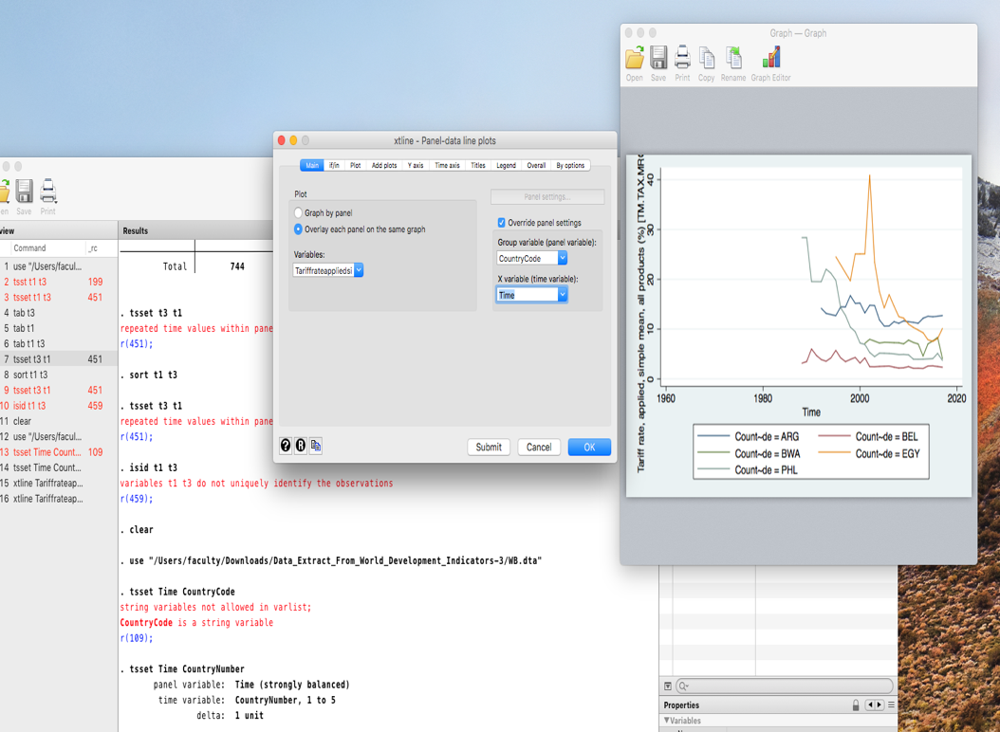 Graph — Graph
Open Save Print Copy Rename Graph Editor
xtline - Panel-data line plots
Main if/in Plot Add plots Y axis Time axis Titles Legend Overall By options
Plot
Graph by panel
Overlay each panel on the same graph
Variables:
Tariffrateappliedsi
Panel settings...
Override panel settings
Group variable (panel variable):
CountryCode
X variable (time variable):
Time
? R
Submit Cancel OK
en Save Print
view
Command _rc
1 use "/Users/facul...
2 tsst t1 t3 199
3 tsset t1 t3 451
4 tab t3
5 tab t1
6 tab t1 t3
7 tsset t3 t1 451
8 sort t1 t3
9 tsset t3 t1 451
10 isid t1 t3 459
11 clear
12 use "/Users/facul...
13 tsset Time Count... 109
14 tsset Time Count...
15 xtline Tariffrateap...
16 xtline Tariffrateap...
Results
Total 744
. tsset t3 t1
repeated time values within pane
r(451);
. sort t1 t3
. tsset t3 t1
repeated time values within pane
r(451);
. isid t1 t3
variables t1 t3 do not uniquely identify the observations
r(459);
. clear
. use "/Users/faculty/Downloads/Data_Extract_From_World_Development_Indicators-3/WB.dta"
. tsset Time CountryCode
string variables not allowed in varlist;
CountryCode is a string variable
r(109);
. tsset Time CountryNumber
panel variable: Time (strongly balanced)
time variable: CountryNumber, 1 to 5
delta: 1 unit
Tariff rate, applied, simple mean, all products (%) [TM.TAX.MRC
40
30
20
10
0
1960 1980 2000 2020
Time
Count~de = ARG Count~de = BEL
Count~de = BWA Count~de = EGY
Count~de = PHL
Properties
Variables